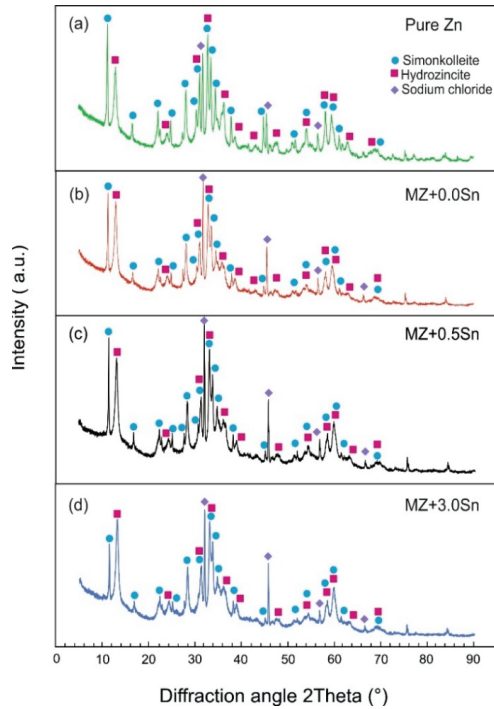 (a)
Pure Zn
Simonkolleite
Hydrozincite
Sodium chloride
(b)
MZ+0.0Sn
(c)
MZ+0.5Sn
(d)
MZ+3.0Sn
Intensity ( a.u.)
0 10 20 30 40 50 60 70 80 90
Diffraction angle 2Theta (°)